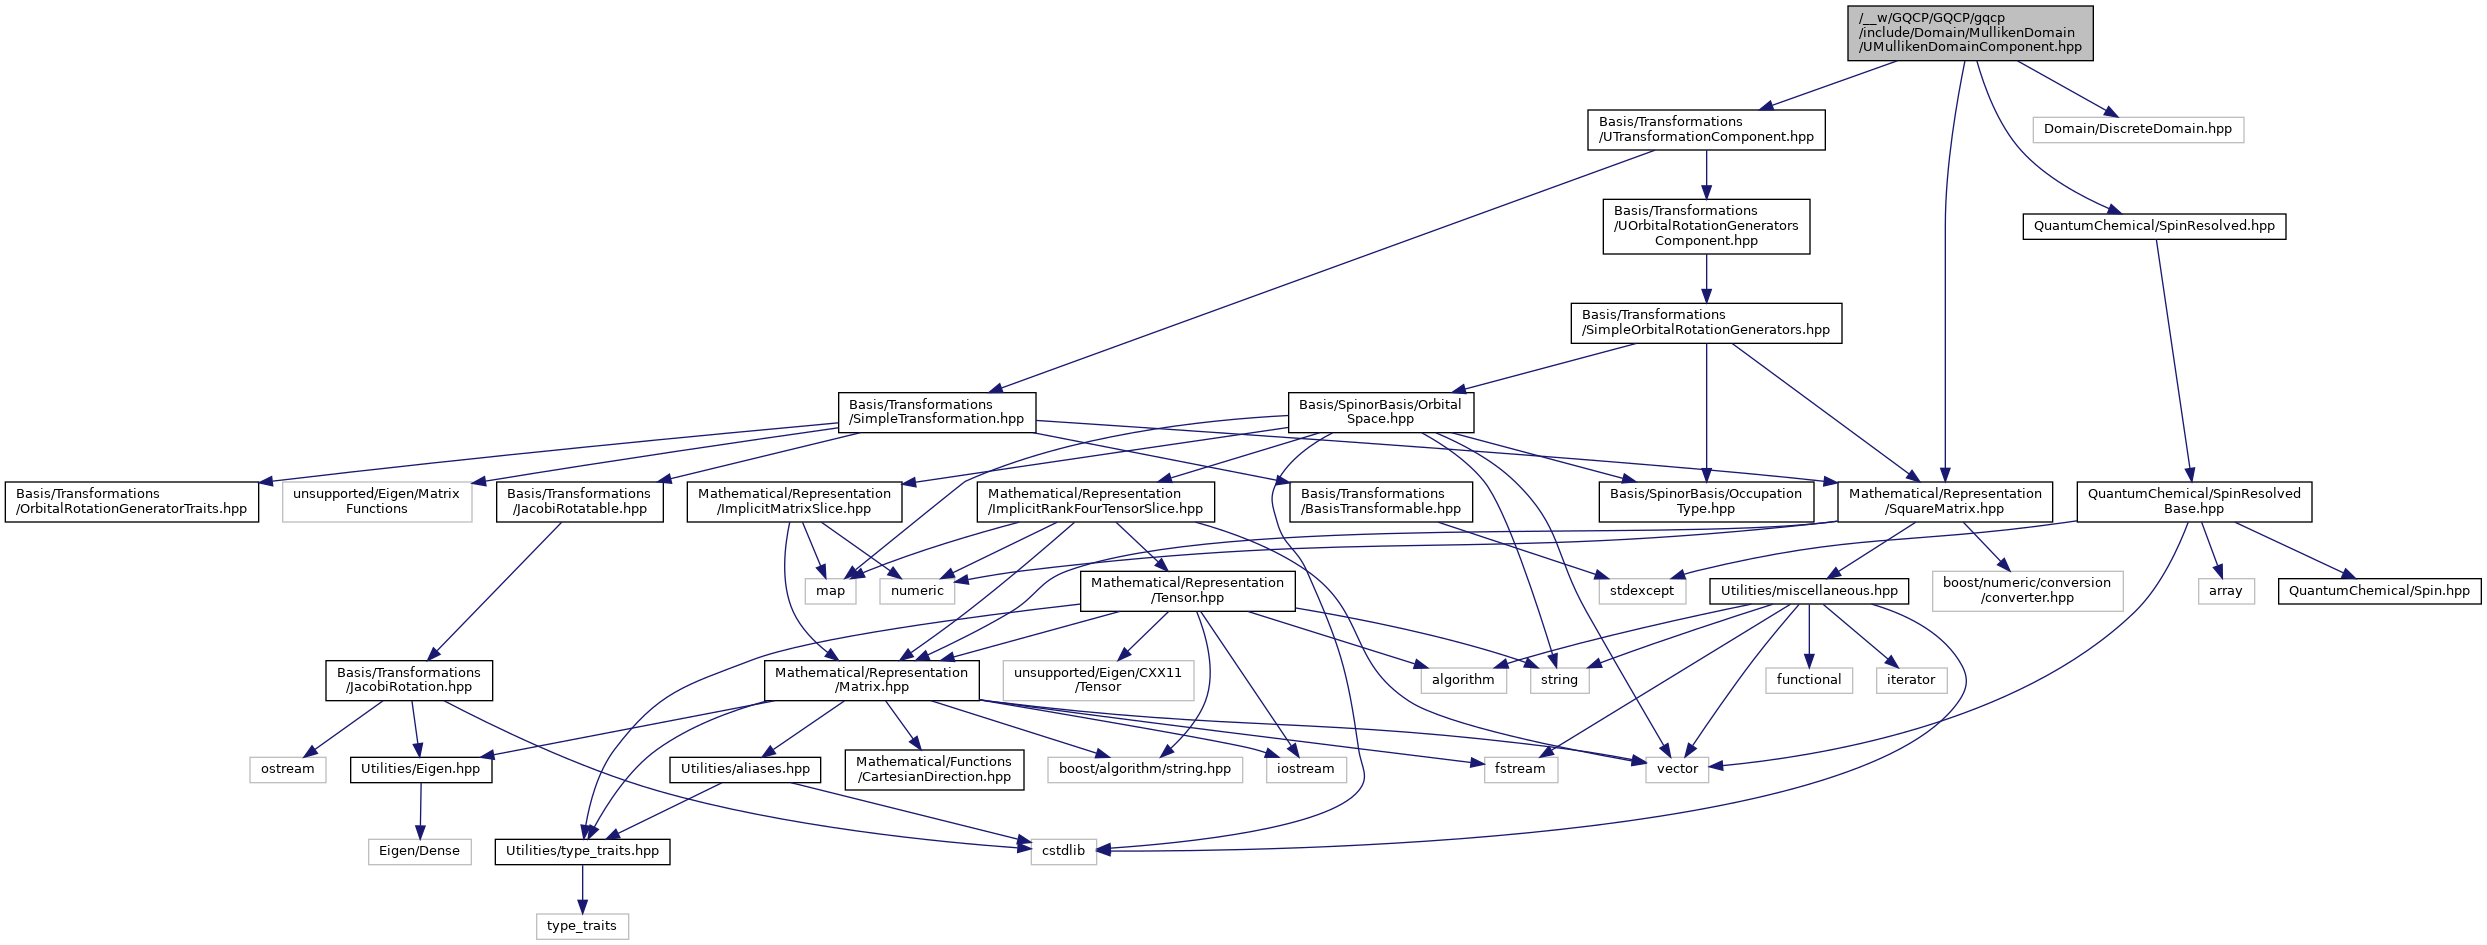 /__w/GQCP/GQCP/gqcp
/include/Domain/MullikenDomain
/UMullikenDomainComponent.hpp
Basis/Transformations
/UTransformationComponent.hpp
Domain/DiscreteDomain.hpp
Basis/Transformations
/UOrbitalRotationGenerators
Component.hpp
QuantumChemical/SpinResolved.hpp
Basis/Transformations
/SimpleOrbitalRotationGenerators.hpp
Basis/Transformations
/SimpleTransformation.hpp
Basis/SpinorBasis/Orbital
Space.hpp
Basis/Transformations
/OrbitalRotationGeneratorTraits.hpp
unsupported/Eigen/Matrix
Functions
Basis/Transformations
/JacobiRotatable.hpp
Mathematical/Representation
/ImplicitMatrixSlice.hpp
Mathematical/Representation
/ImplicitRankFourTensorSlice.hpp
Basis/Transformations
/BasisTransformable.hpp
Basis/SpinorBasis/Occupation
Type.hpp
Mathematical/Representation
/SquareMatrix.hpp
QuantumChemical/SpinResolved
Base.hpp
map
numeric
Mathematical/Representation
/Tensor.hpp
stdexcept
Utilities/miscellaneous.hpp
boost/numeric/conversion
/converter.hpp
array
QuantumChemical/Spin.hpp
Basis/Transformations
/JacobiRotation.hpp
Mathematical/Representation
/Matrix.hpp
unsupported/Eigen/CXX11
/Tensor
algorithm
string
functional
iterator
ostream
Utilities/Eigen.hpp
Utilities/aliases.hpp
Mathematical/Functions
/CartesianDirection.hpp
boost/algorithm/string.hpp
iostream
fstream
vector
Eigen/Dense
Utilities/type_traits.hpp
cstdlib
type_traits